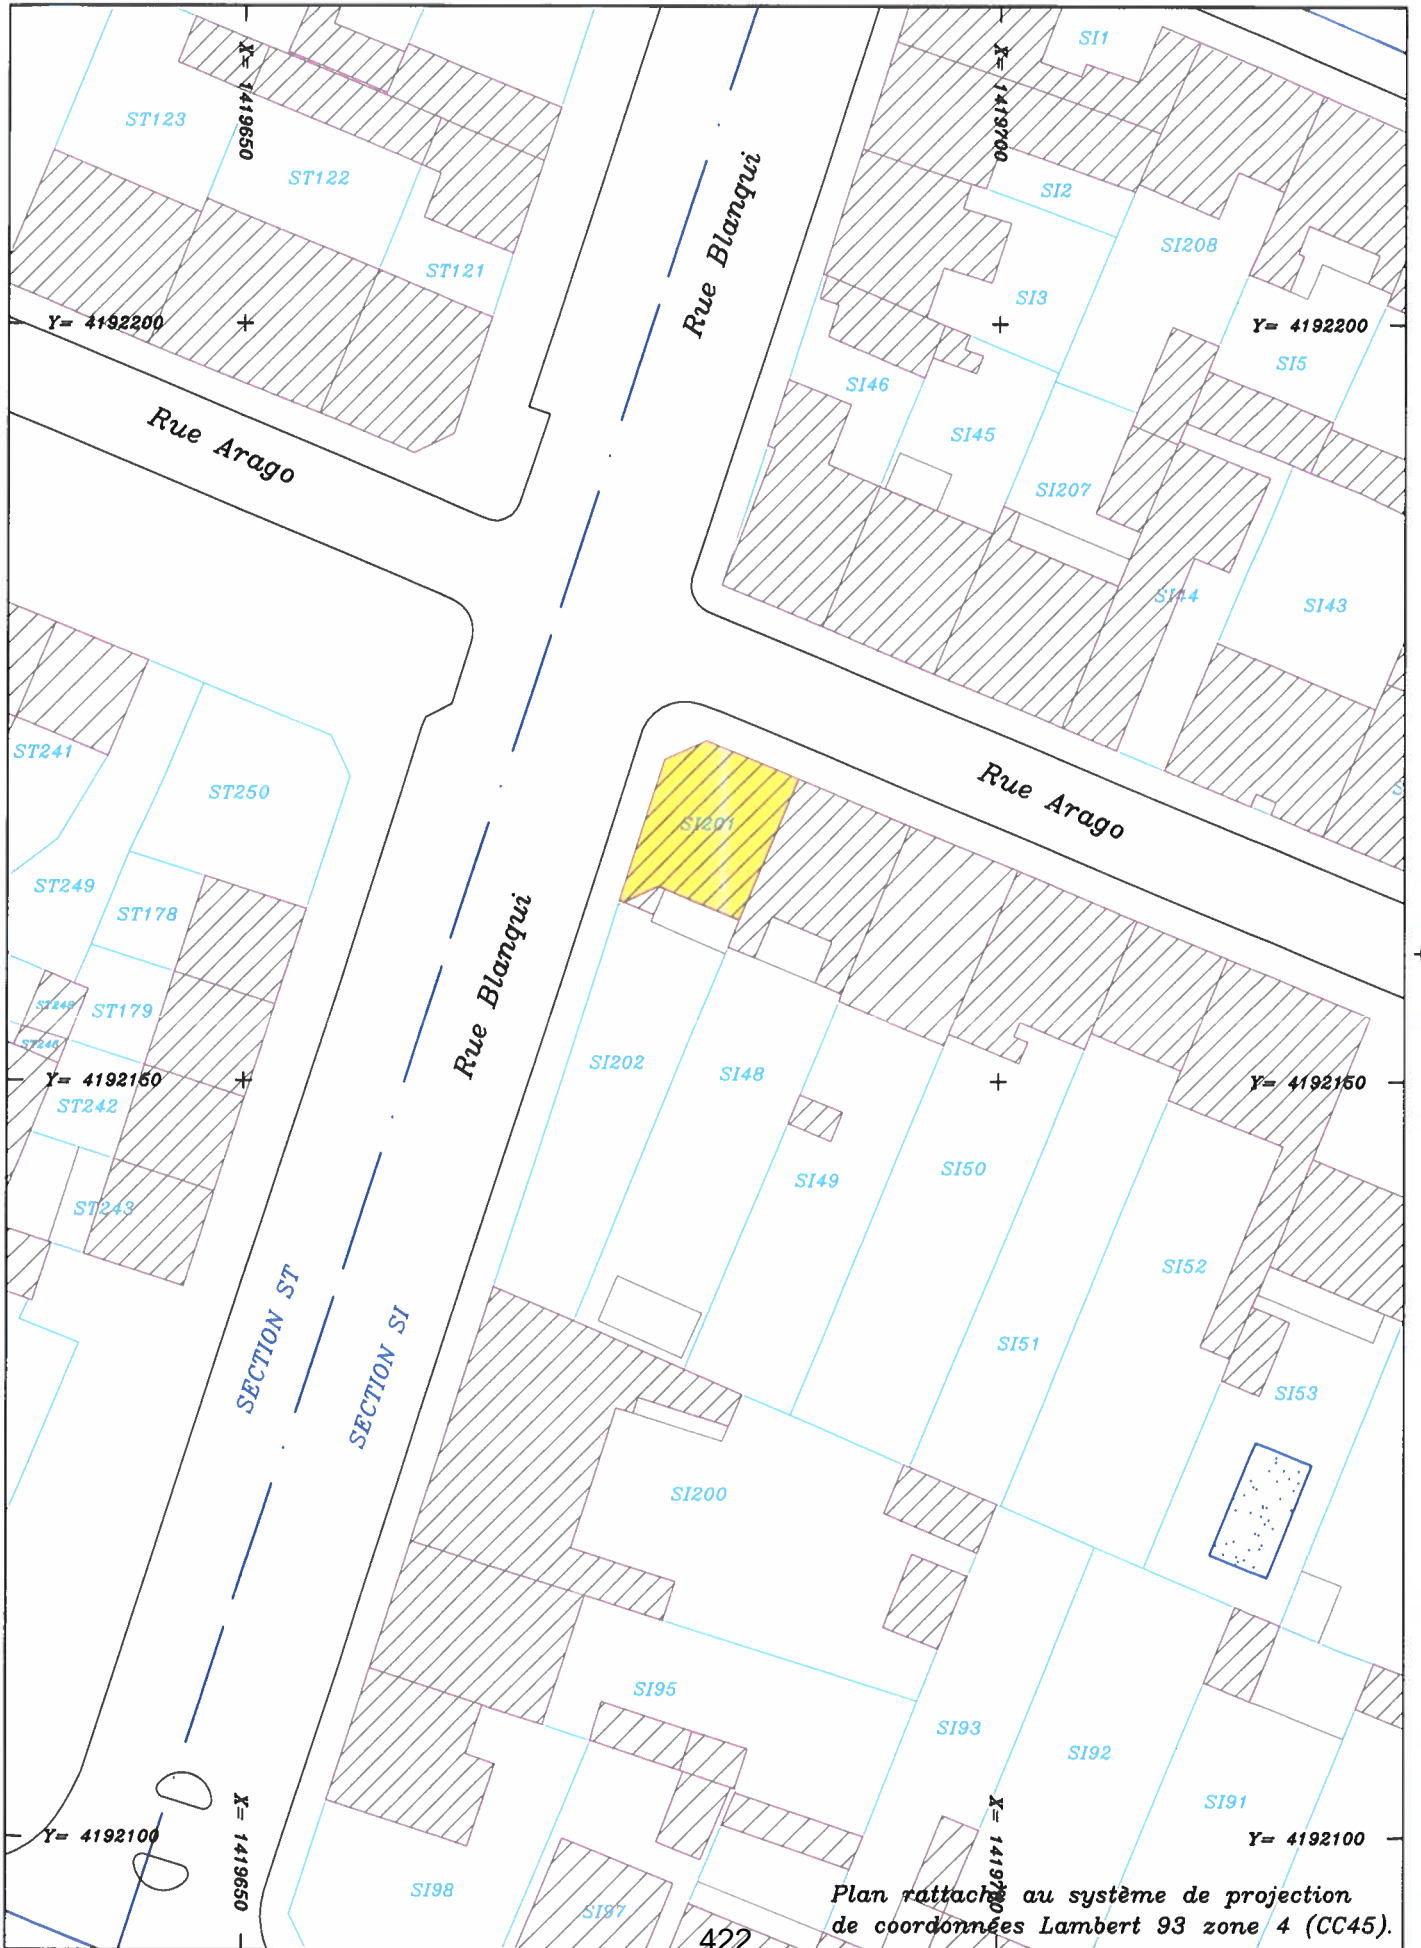 SI1
X= 1419650
X= 1419700
ST123
ST122
SI2
Rue Blanqui
SI208
ST121
SI3
Y= 4192200
Y= 4192200
SI5
SI46
Rue Arago
SI45
SI207
SI44
SI43
ST241
ST250
Rue Arago
SI201
ST249
ST178
Rue Blanqui
ST179
ST246
SI202
SI48
Y= 4192150
Y= 4192150
ST242
SI50
SI49
ST243
SI52
SECTION ST
SECTION SI
SI51
SI53
SI200
SI95
SI93
SI92
SI91
X= 1419650
X= 1419700
Y= 4192100
Y= 4192100
SI98
SI97
Plan rattaché au système de projection
de coordonnées Lambert 93 zone 4 (CC45).
422